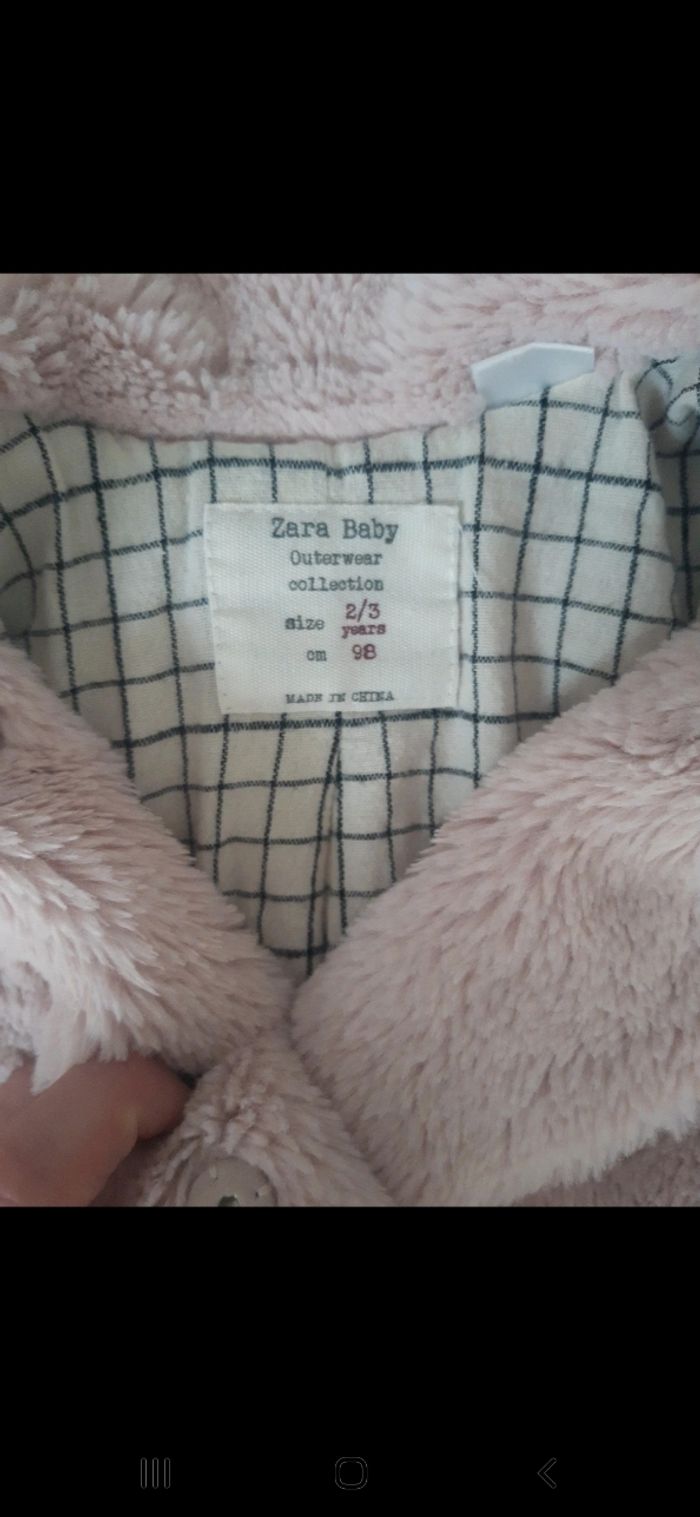 Zara Baby
Outerwear
collection
size 2/3
years
cm 98
MADE IN CHINA